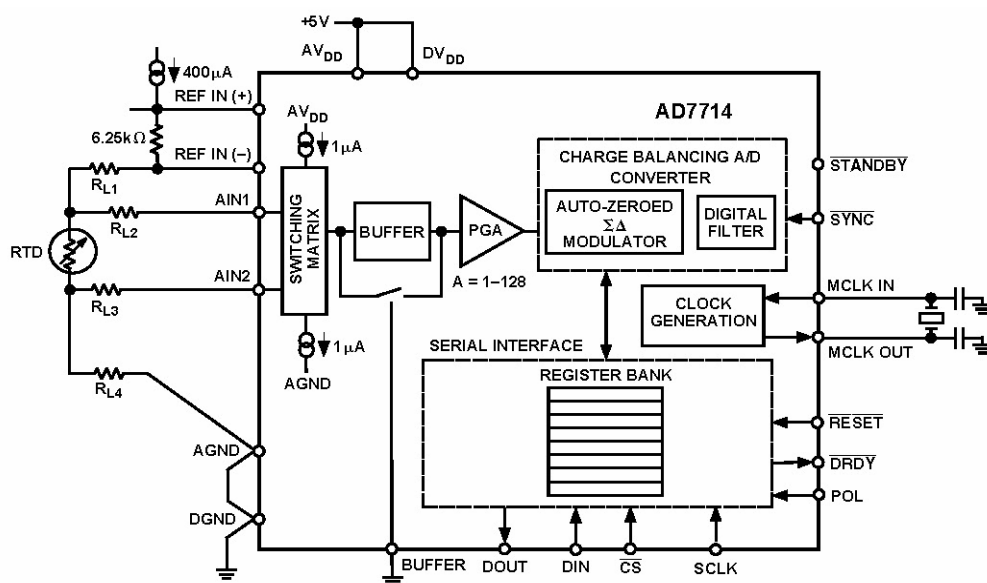 +5V
AVDD
DVDD
400μA
REF IN (+)
AVDD
AD7714
6.25kΩ
1μA
CHARGE BALANCING A/D
CONVERTER
STANDBY
REF IN (–)
RL1
AIN1
AUTO-ZEROED
ΣΔ
MODULATOR
DIGITAL
FILTER
SYNC
RL2
SWITCHING
MATRIX
BUFFER
PGA
RTD
AIN2
A = 1–128
RL3
CLOCK
GENERATION
MCLK IN
1μA
SERIAL INTERFACE
MCLK OUT
AGND
REGISTER BANK
RL4
RESET
AGND
DRDY
POL
DGND
BUFFER
DOUT
DIN
CS
SCLK